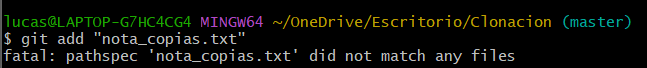 lucas@LAPTOP-G7HC4CG4 MINGW64 ~/OneDrive/Escritorio/Clonacion (master)
$ git add "nota_copias.txt"
fatal: pathspec 'nota_copias.txt' did not match any files